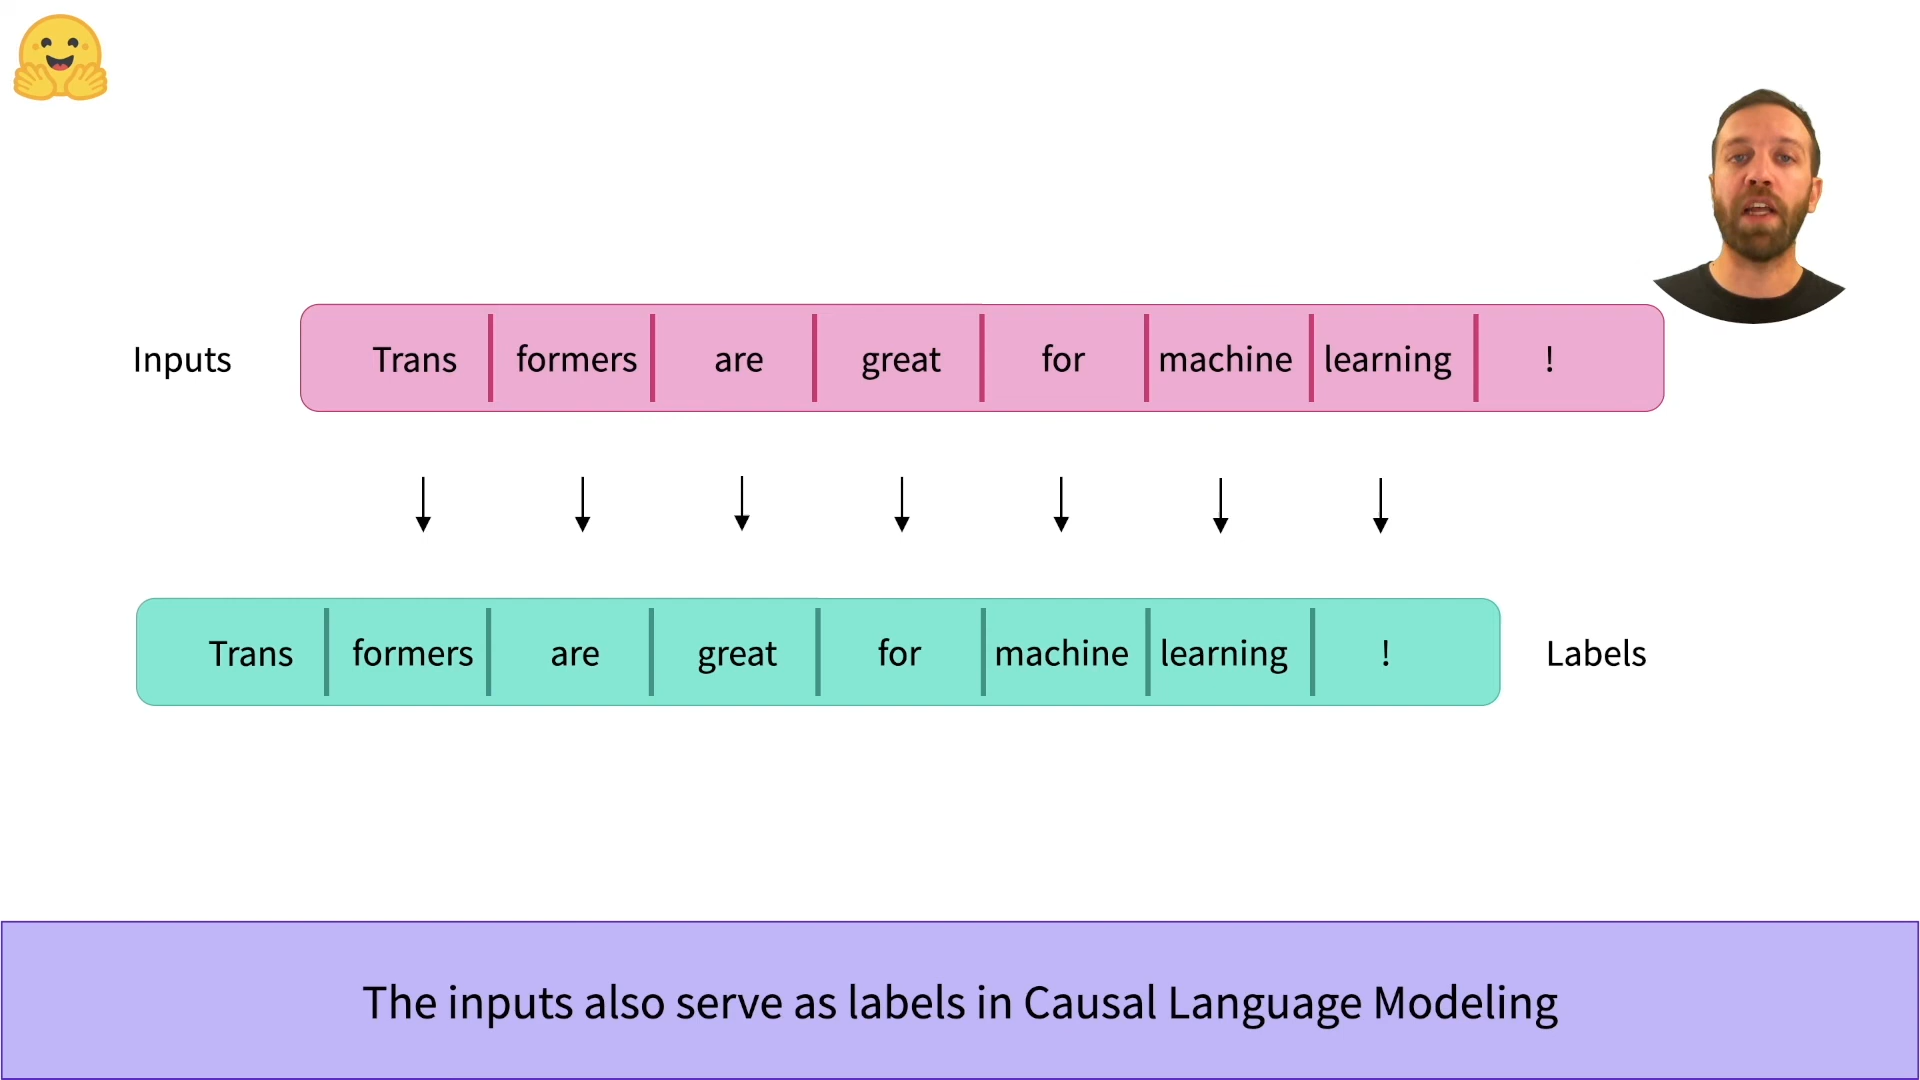 Inputs Trans formers are great for machine learning !
Trans formers are great for machine learning ! Labels
The inputs also serve as labels in Causal Language Modeling